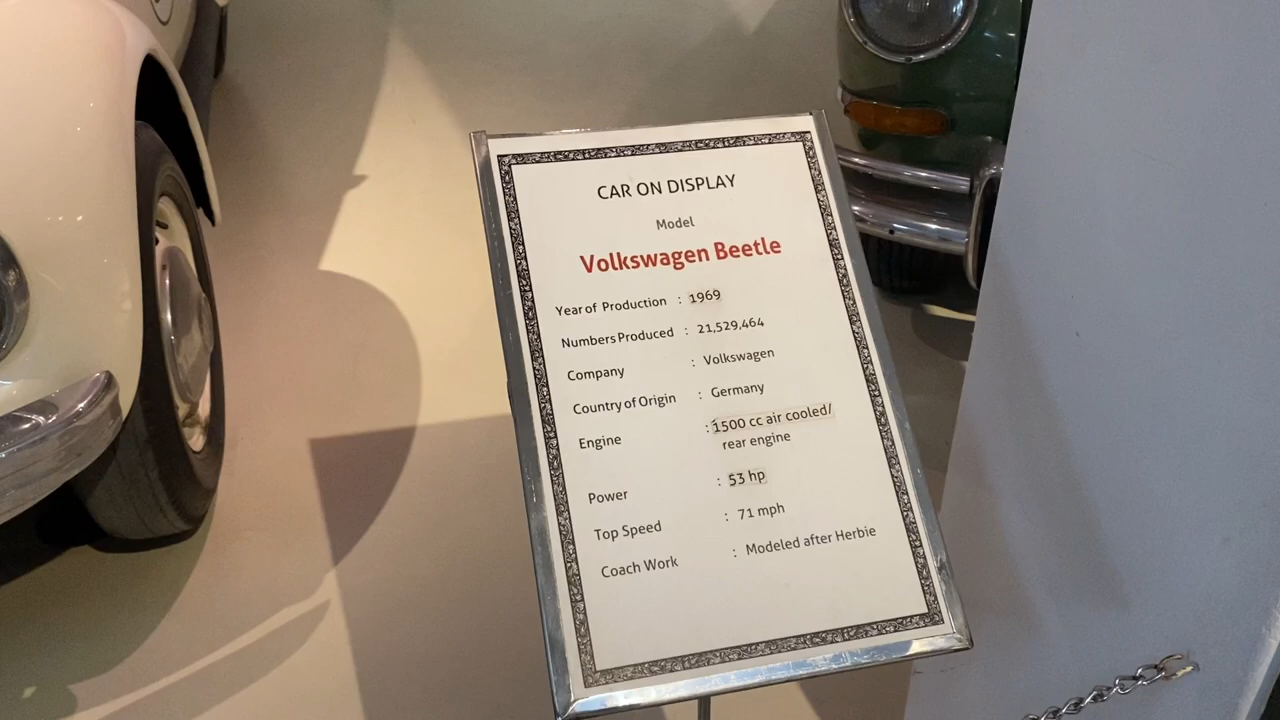 CAR ON DISPLAY
Model
Volkswagen Beetle
Year of Production : 1969
Numbers Produced : 21,529,464
Company : Volkswagen
Country of Origin : Germany
Engine : 1500 cc air cooled/
rear engine
Power : 53 hp
Top Speed : 71 mph
Coach Work : Modeled after Herbie